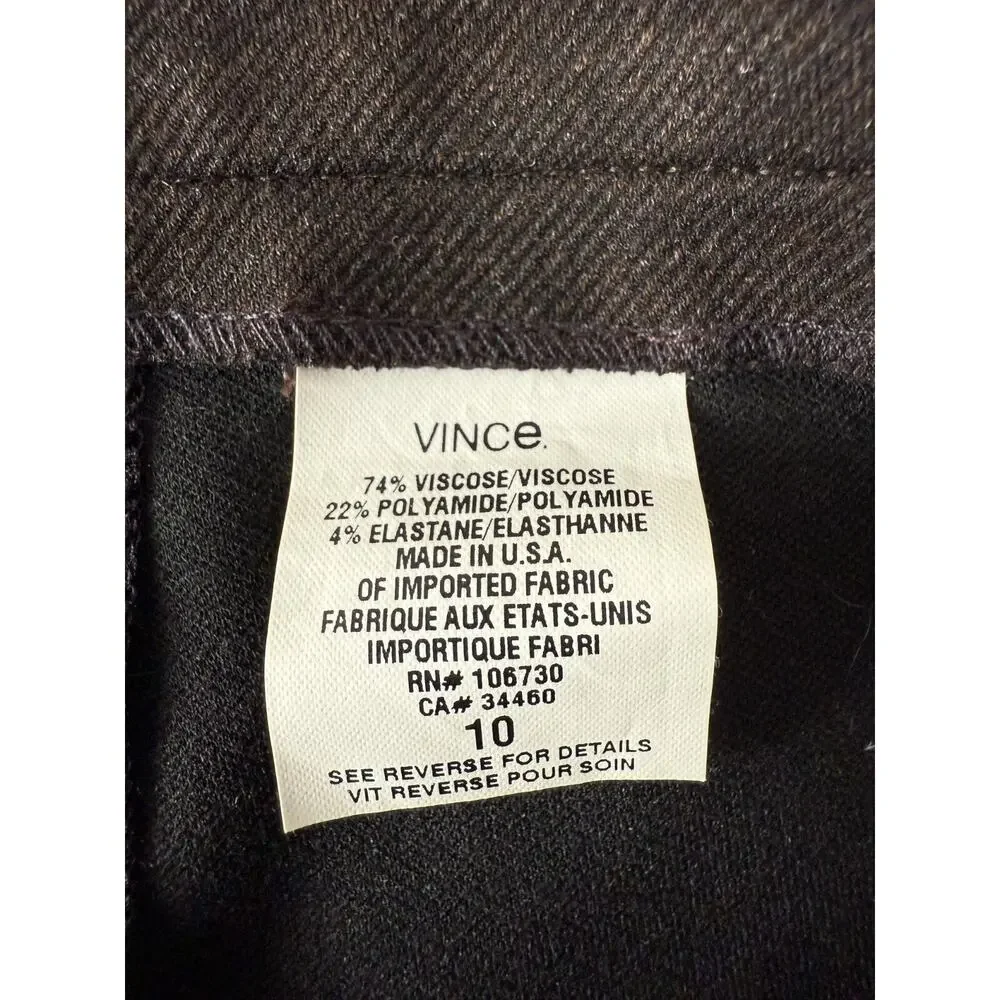 VINCe.
74% VISCOSE/VISCOSE
22% POLYAMIDE/POLYAMIDE
4% ELASTANE/ELASTHANNE
MADE IN U.S.A.
OF IMPORTED FABRIC
FABRIQUE AUX ETATS-UNIS
IMPORTIQUE FABRI
RN# 106730
CA# 34460
10
SEE REVERSE FOR DETAILS
VIT REVERSE POUR SOIN